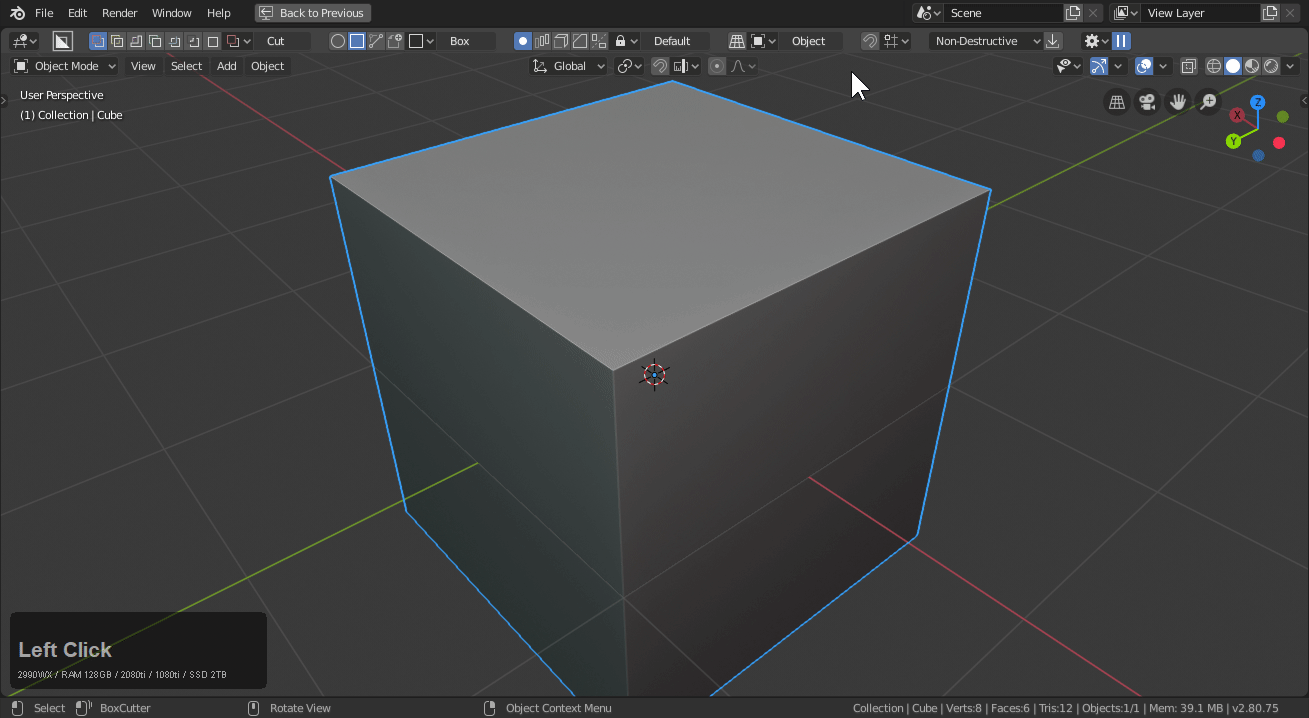 File Edit Render Window Help Back to Previous Scene View Layer
Cut Box Default Object Non-Destructive
Object Mode View Select Add Object Global
User Perspective
(1) Collection | Cube
Z
X
Y
Left Click
2990WX / RAM 128GB / 2080ti / 1080ti / SSD 2TB
Select BoxCutter Rotate View Object Context Menu Collection | Cube | Verts:8 | Faces:6 | Tris:12 | Objects:1/1 | Mem: 39.1 MB | v2.80.75